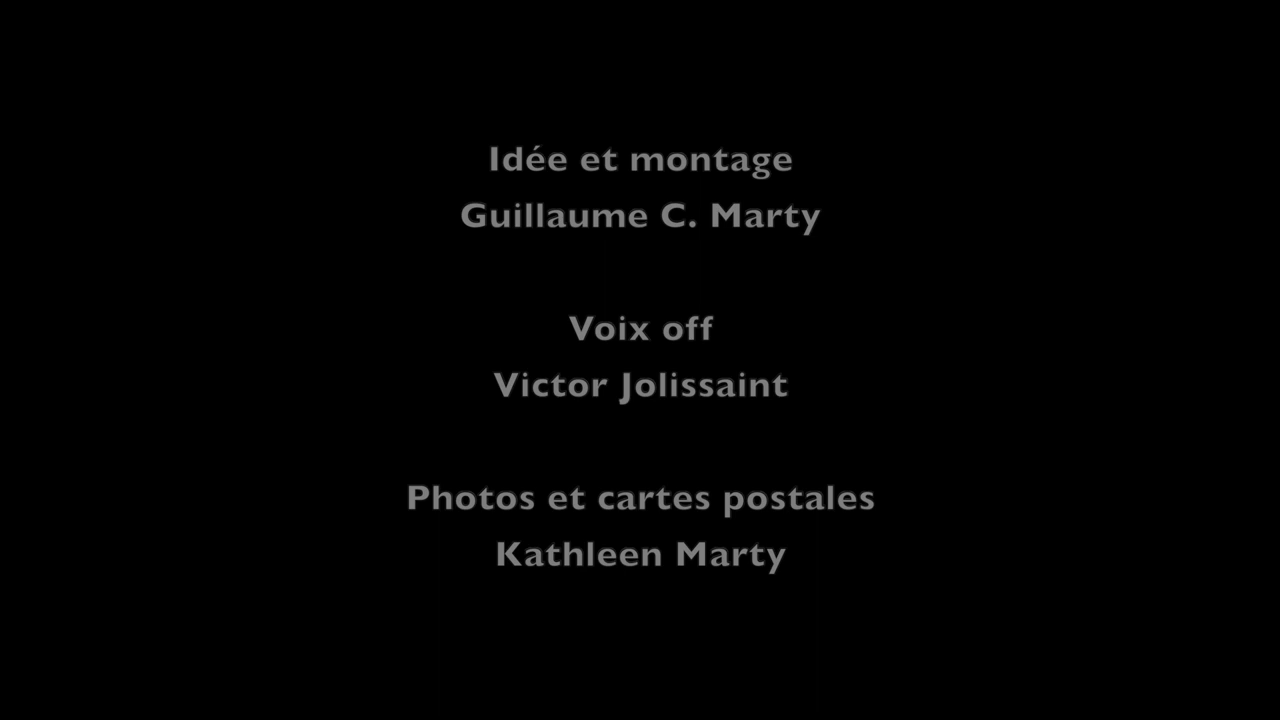 Idée et montage
Guillaume C. Marty
Voix off
Victor Jolissaint
Photos et cartes postales
Kathleen Marty